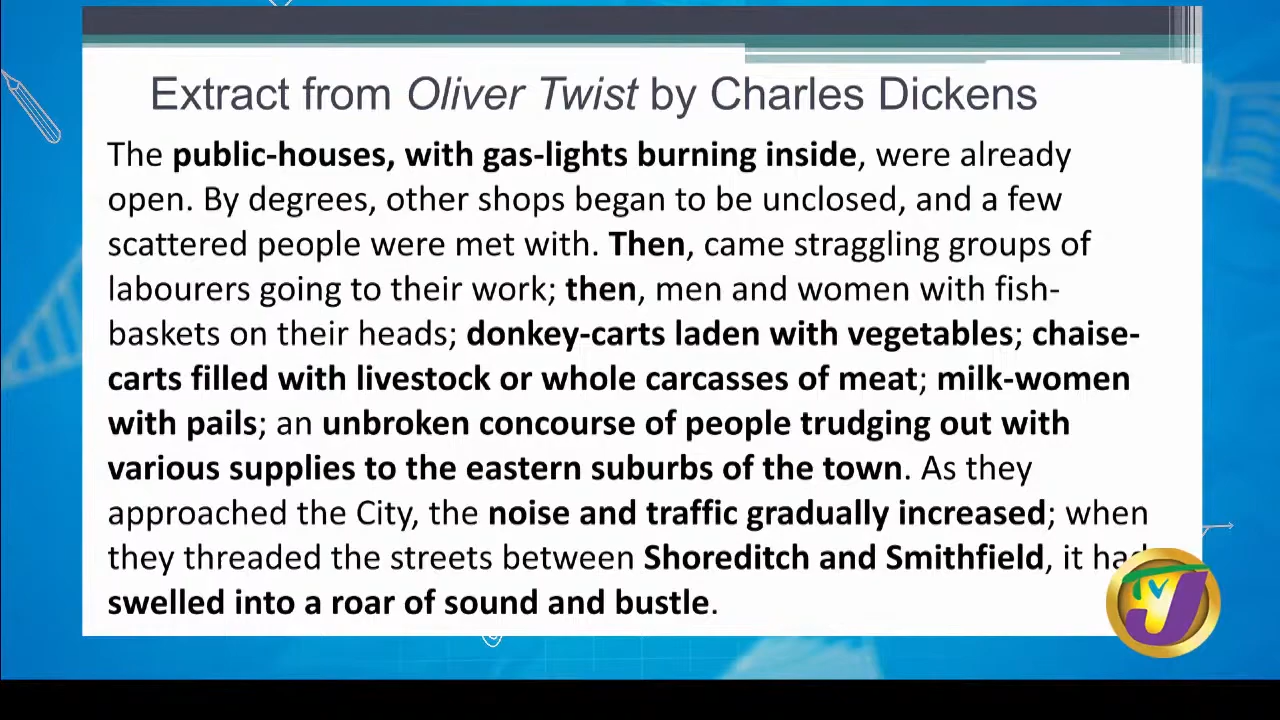 Extract from Oliver Twist by Charles Dickens
The public-houses, with gas-lights burning inside, were already
open. By degrees, other shops began to be unclosed, and a few
scattered people were met with. Then, came straggling groups of
labourers going to their work; then, men and women with fish-
baskets on their heads; donkey-carts laden with vegetables; chaise-
carts filled with livestock or whole carcasses of meat; milk-women
with pails; an unbroken concourse of people trudging out with
various supplies to the eastern suburbs of the town. As they
approached the City, the noise and traffic gradually increased; when
they threaded the streets between Shoreditch and Smithfield, it had
swelled into a roar of sound and bustle.
TVJ